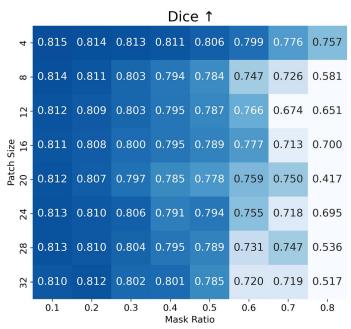 Dice ↑
4 0.815 0.814 0.813 0.811 0.806 0.799 0.776 0.757
8 0.814 0.811 0.803 0.794 0.784 0.747 0.726 0.581
12 0.812 0.809 0.803 0.795 0.787 0.766 0.674 0.651
16 0.811 0.808 0.800 0.795 0.789 0.777 0.713 0.700
20 0.812 0.807 0.797 0.785 0.778 0.759 0.750 0.417
24 0.813 0.810 0.806 0.791 0.794 0.755 0.718 0.695
28 0.813 0.810 0.804 0.795 0.789 0.731 0.747 0.536
32 0.810 0.812 0.802 0.801 0.785 0.720 0.719 0.517
0.1 0.2 0.3 0.4 0.5 0.6 0.7 0.8
Mask Ratio
Patch Size